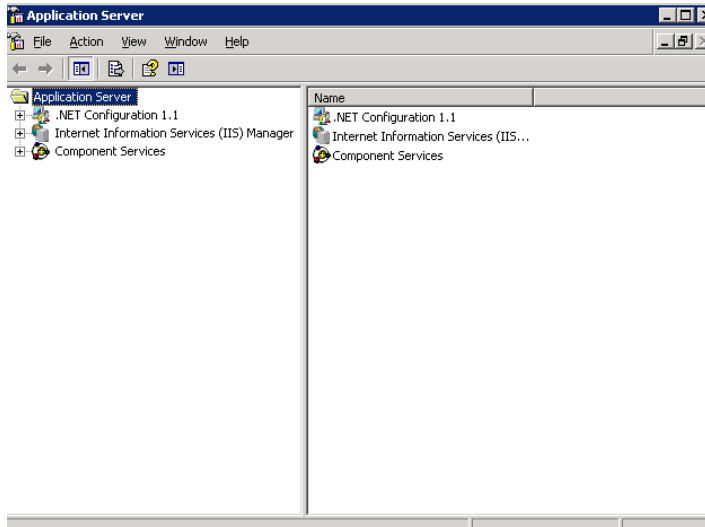 Application Server
File Action View Window Help
Application Server
.NET Configuration 1.1
Internet Information Services (IIS) Manager
Component Services
Name
.NET Configuration 1.1
Internet Information Services (IIS...
Component Services